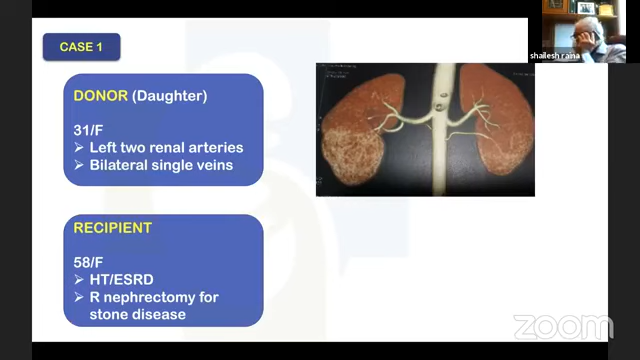 CASE 1
DONOR (Daughter)
31/F
➢ Left two renal arteries
➢ Bilateral single veins
RECIPIENT
58/F
➢ HT/ESRD
➢ R nephrectomy for
stone disease
shailesh raina
zoom